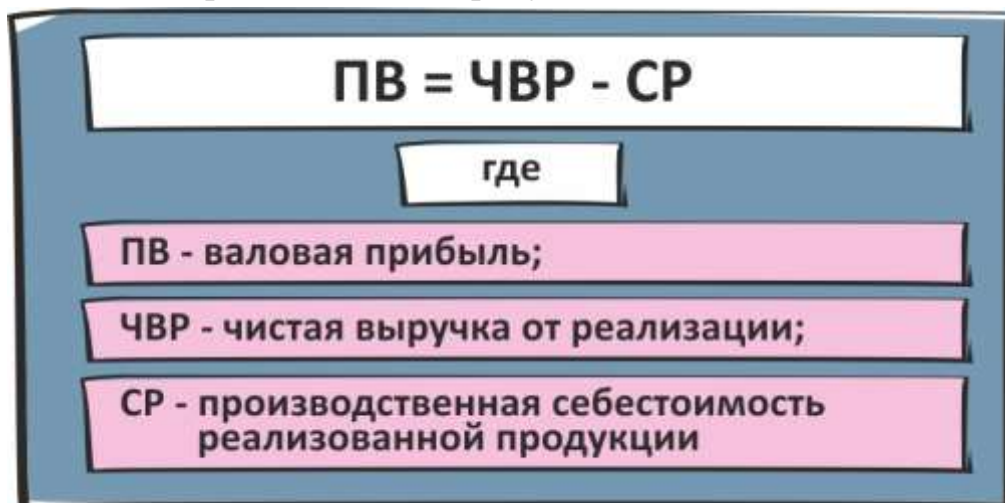 ПВ = ЧВР - СР
где
ПВ - валовая прибыль;
ЧВР - чистая выручка от реализации;
СР - производственная себестоимость
реализованной продукции